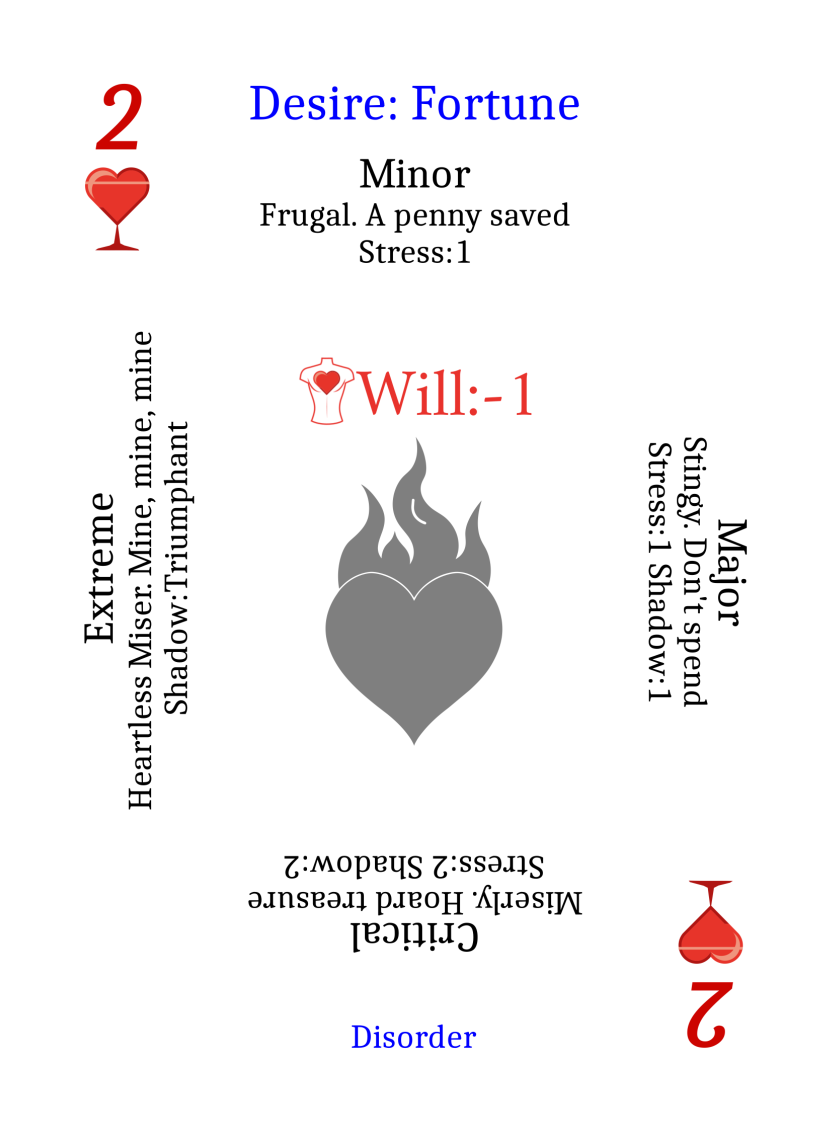 2
Desire: Fortune
Minor
Frugal. A penny saved
Stress:1
Will:-1
Major
Stingy. Don't spend
Stress:1 Shadow:1
Critical
Miserly. Hoard treasure
Stress:2 Shadow:2
Extreme
Heartless Miser. Mine, mine, mine
Shadow:Triumphant
2
Disorder